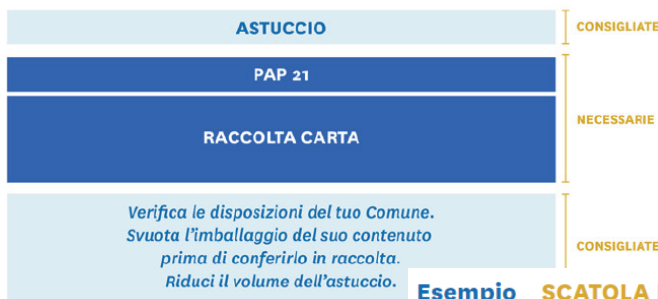 ASTUCCIO
CONSIGLIATE
PAP 21
RACCOLTA CARTA
NECESSARIE
Verifica le disposizioni del tuo Comune.
Svuota l'imballaggio del suo contenuto
prima di conferirlo in raccolta.
Riduci il volume dell'astuccio.
CONSIGLIATE
Esempio SCATOLA